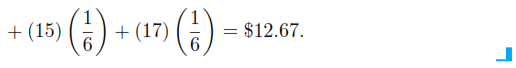 + (15) (1/6) + (17) (1/6) = $12.67.